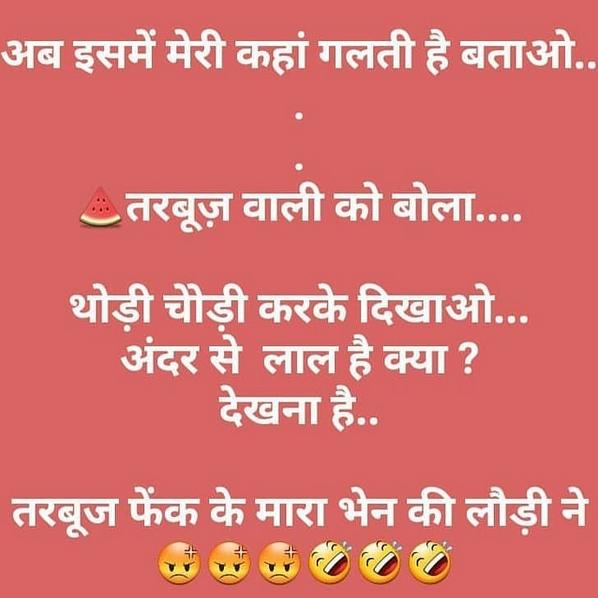 अब इसमें मेरी कहां गलती है बताओ..
.
.
🍉तरबूज़ वाली को बोला....
थोड़ी चोेड़ी करके दिखाओ...
अंदर से लाल है क्या ?
देखना है..
तरबूज फेंक के मारा भेन की लौड़ी ने
😡😡😡🤣🤣🤣